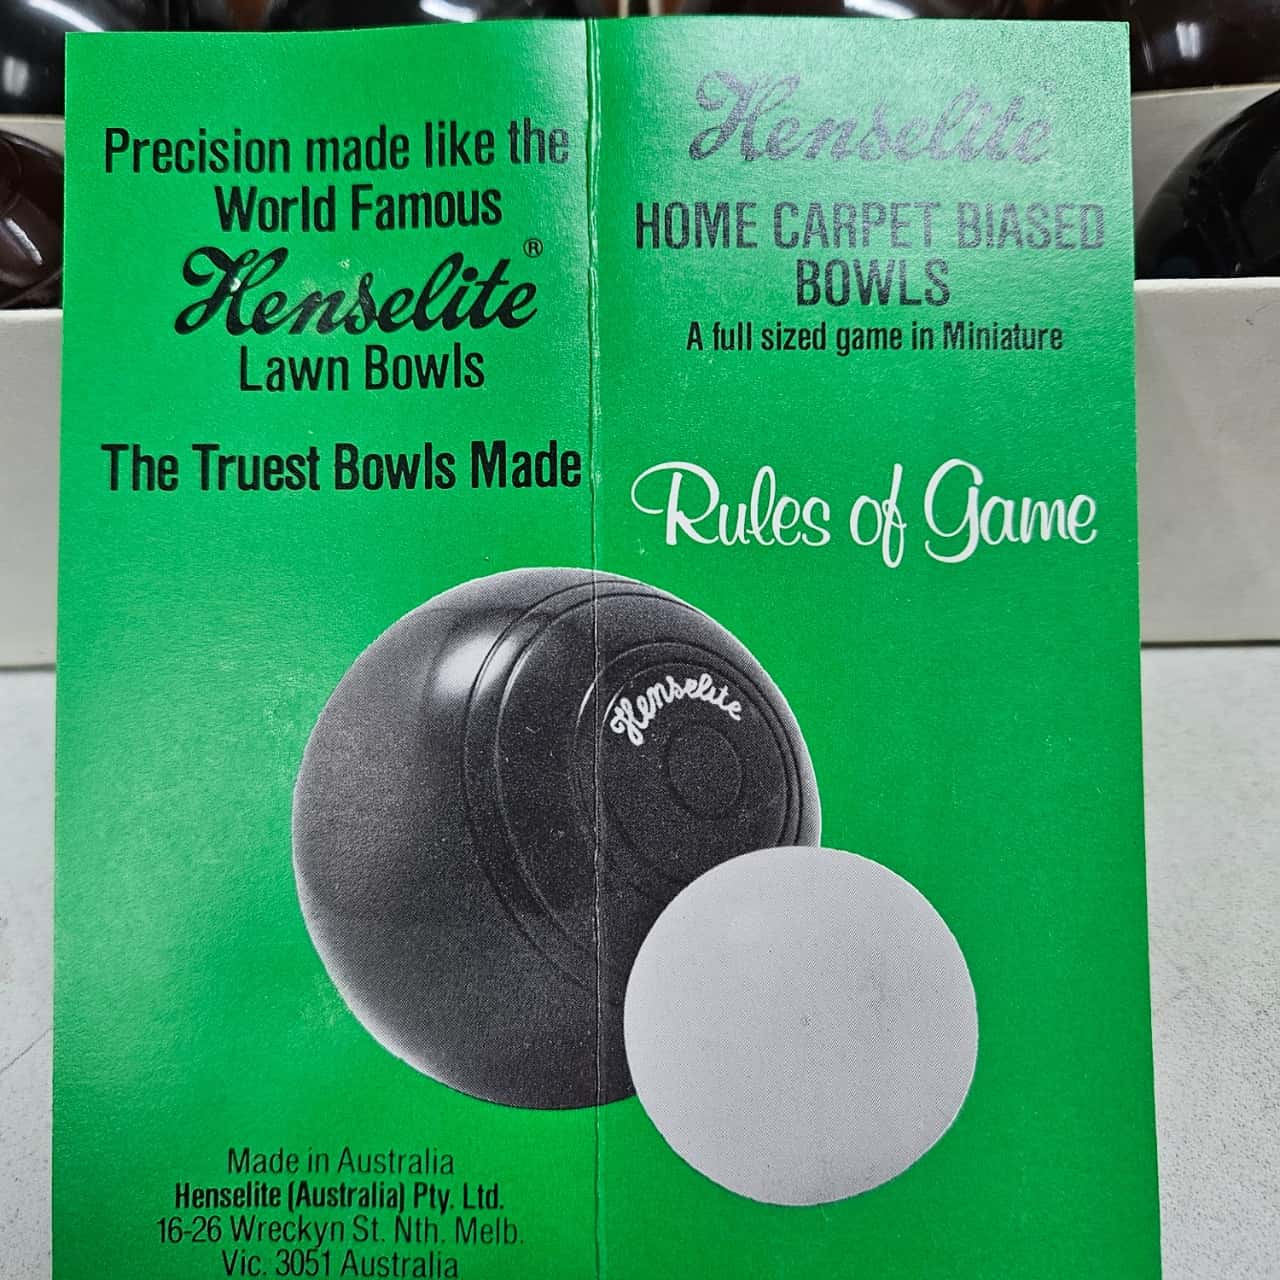 Precision made like the
World Famous
Henselite®
Lawn Bowls
The Truest Bowls Made
Made in Australia
Henselite (Australia) Pty. Ltd.
16-26 Wreckyn St. Nth. Melb.
Vic. 3051 Australia
Henselite
HOME CARPET BIASED
BOWLS
A full sized game in Miniature
Rules of Game
Henselite